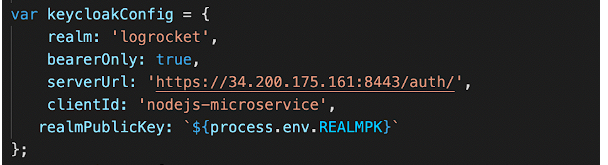 var keycloakConfig = {
    realm: 'logrocket',
    bearerOnly: true,
    serverUrl: 'https://34.200.175.161:8443/auth/',
    clientId: 'nodejs-microservice',
   realmPublicKey: `${process.env.REALMPK}`
};